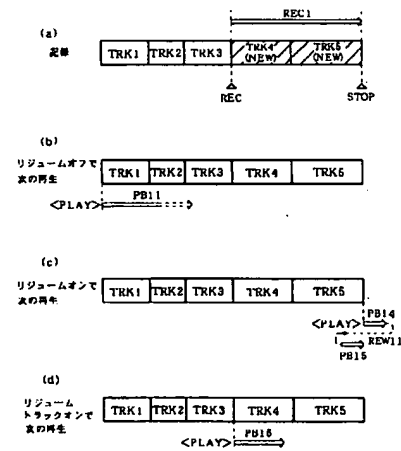 REC1
(a)
記録
TRK1 TRK2 TRK3 TRK4 (NEW) TRK5 (NEW)
REC STOP
(b)
リジュームオフで
次の再生
TRK1 TRK2 TRK3 TRK4 TRK5
<PLAY> PB11
(c)
リジュームオンで
次の再生
TRK1 TRK2 TRK3 TRK4 TRK5
<PLAY> PB14
REW11
PB15
(d)
リジューム
トラックオンで
次の再生
TRK1 TRK2 TRK3 TRK4 TRK5
<PLAY> PB16